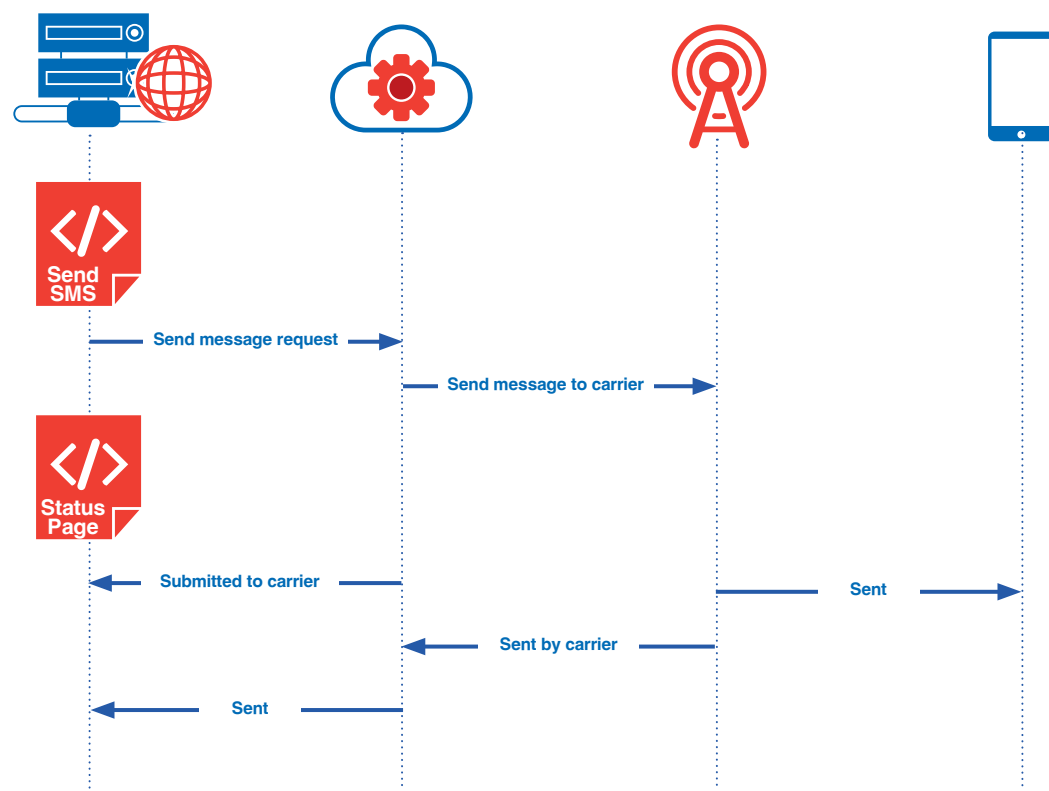 Send
SMS
Send message request
Send message to carrier
Status
Page
Submitted to carrier
Sent
Sent by carrier
Sent